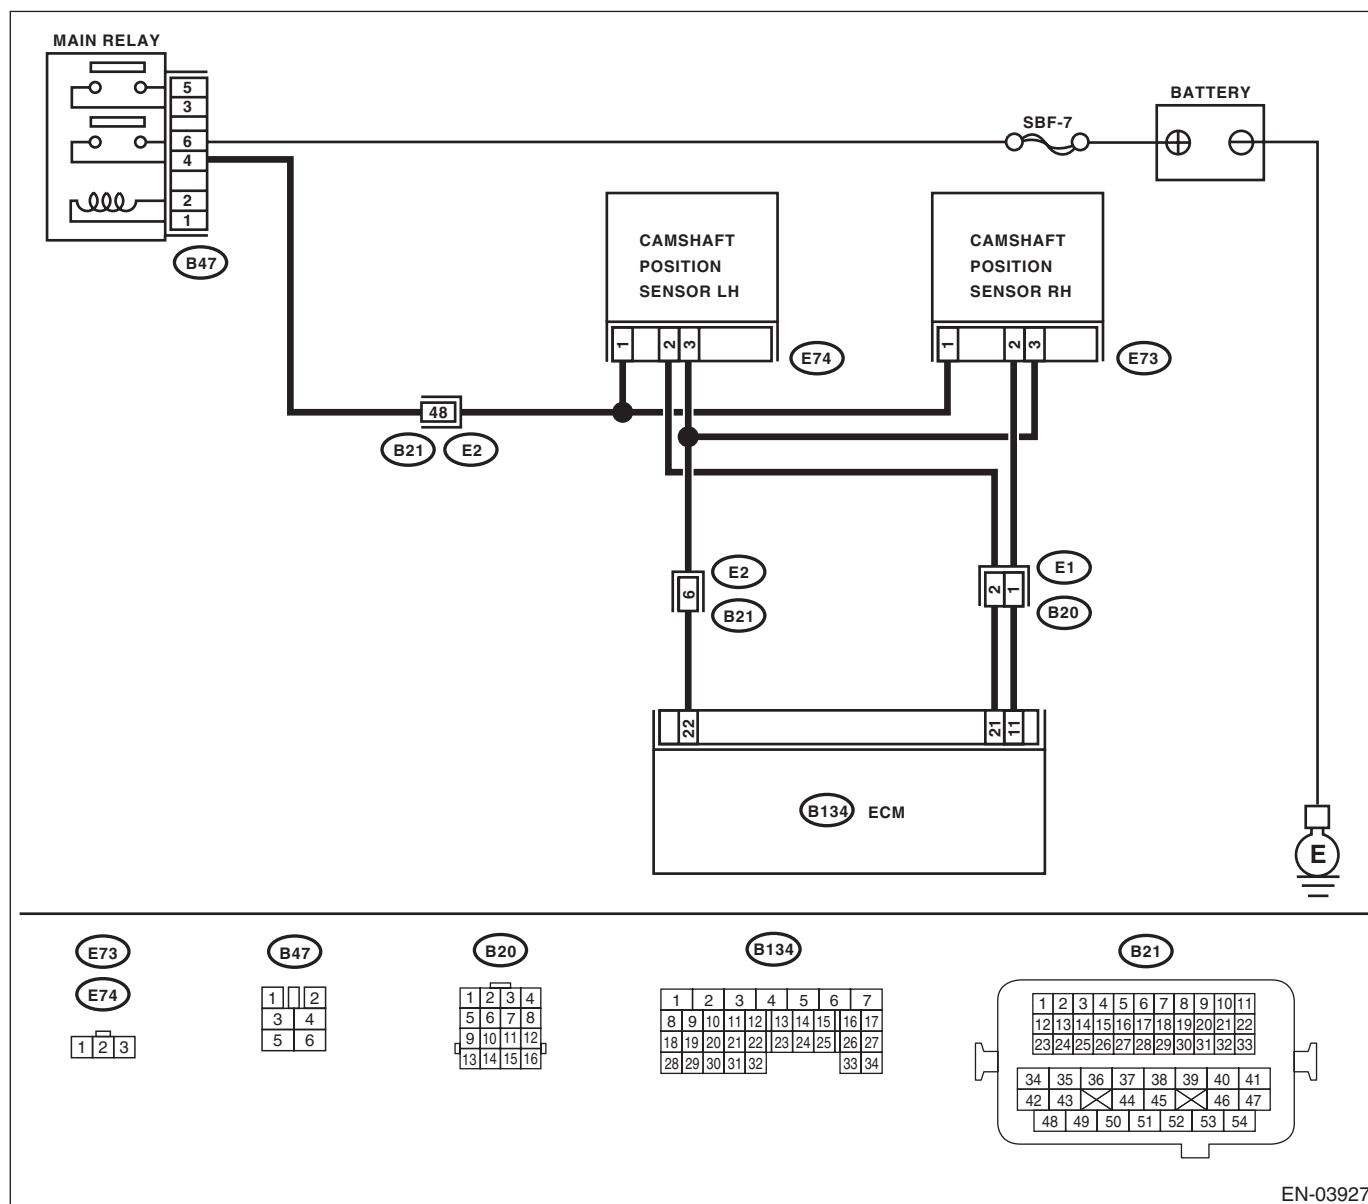 MAIN RELAY
5
3
6
4
2
1
B47
SBF-7
BATTERY
CAMSHAFT
POSITION
SENSOR LH
1 2 3
E74
CAMSHAFT
POSITION
SENSOR RH
1 2 3
E73
48
B21 E2
6
E2
B21
2 1
E1
B20
22 21 11
B134 ECM
E
E73
E74
1 2 3
B47
1 2
3 4
5 6
B20
1 2 3 4
5 6 7 8
9 10 11 12
13 14 15 16
B134
1 2 3 4 5 6 7
8 9 10 11 12 13 14 15 16 17
18 19 20 21 22 23 24 25 26 27
28 29 30 31 32 33 34
B21
1 2 3 4 5 6 7 8 9 10 11
12 13 14 15 16 17 18 19 20 21 22
23 24 25 26 27 28 29 30 31 32 33
34 35 36 37 38 39 40 41
42 43 44 45 46 47
48 49 50 51 52 53 54
EN-03927